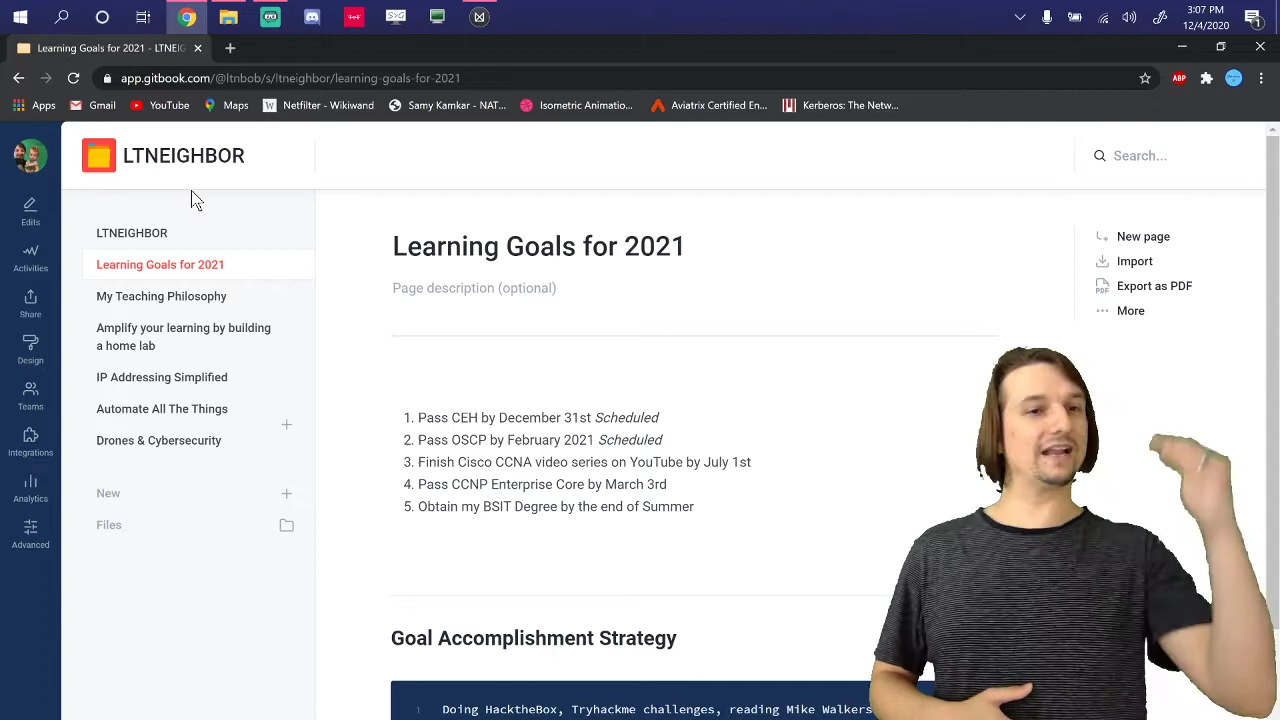 3:07 PM
12/4/2020
1
Learning Goals for 2021 - LTNEIG
app.gitbook.com/@ltnbob/s/ltneighbor/learning-goals-for-2021
ABP
Apps
Gmail
YouTube
Maps
W
Netfilter - Wikiwand
Samy Kamkar - NAT...
Isometric Animatio...
Aviatrix Certified En...
Kerberos: The Netw...
LTNEIGHBOR
Search...
Edits
Activities
Share
Design
Teams
Integrations
Analytics
Advanced
LTNEIGHBOR
Learning Goals for 2021
My Teaching Philosophy
Amplify your learning by building
a home lab
IP Addressing Simplified
Automate All The Things
Drones & Cybersecurity
New
Files
Learning Goals for 2021
Page description (optional)
New page
Import
PDF
Export as PDF
More
1. Pass CEH by December 31st Scheduled
2. Pass OSCP by February 2021 Scheduled
3. Finish Cisco CCNA video series on YouTube by July 1st
4. Pass CCNP Enterprise Core by March 3rd
5. Obtain my BSIT Degree by the end of Summer
Goal Accomplishment Strategy
Doing HacktheBox, Tryhackme challenges, reading Mike Walkers